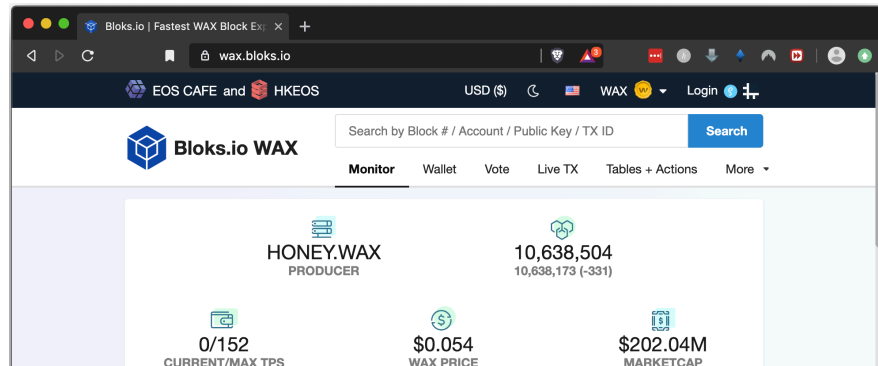 Bloks.io | Fastest WAX Block Exp
wax.bloks.io
3
EOS CAFE and HKEOS
USD ($)
WAX
Login
Bloks.io WAX
Search by Block # / Account / Public Key / TX ID
Search
Monitor
Wallet
Vote
Live TX
Tables + Actions
More
HONEY.WAX
PRODUCER
10,638,504
10,638,173 (-331)
0/152
CURRENT/MAX TPS
$0.054
WAX PRICE
$202.04M
MARKETCAP